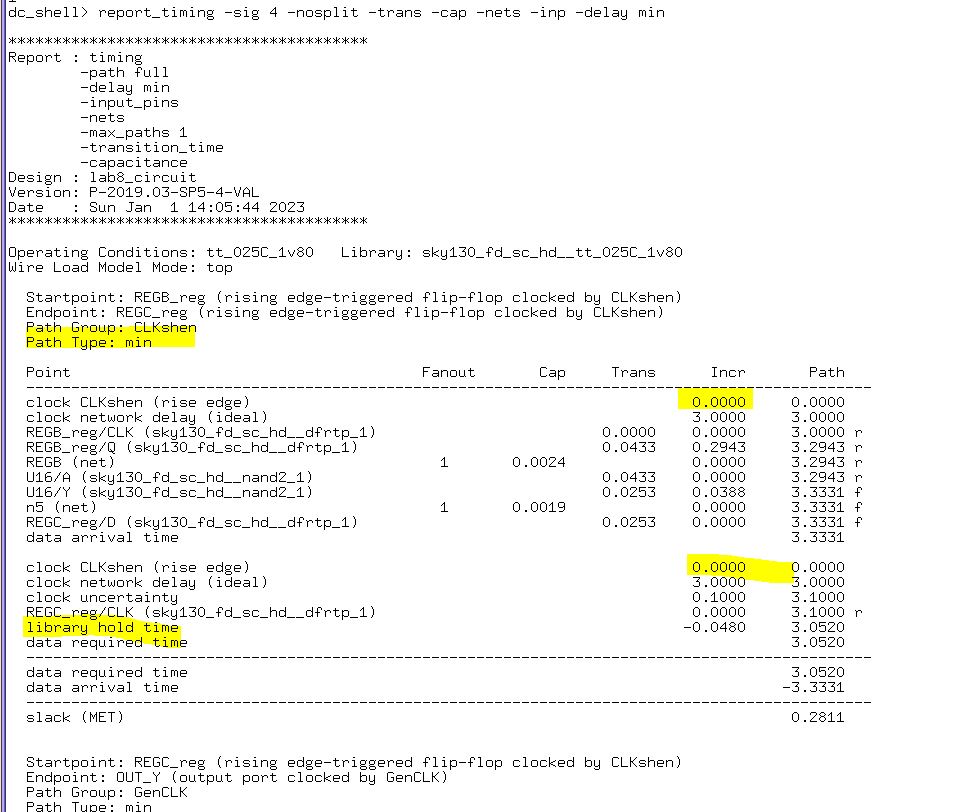 dc_shell> report_timing -sig 4 -nosplit -trans -cap -nets -inp -delay min
****************************************
Report : timing
-path full
-delay min
-input_pins
-nets
-max_paths 1
-transition_time
-capacitance
Design : lab8_circuit
Version: P-2019.03-SP5-4-VAL
Date : Sun Jan 1 14:05:44 2023
****************************************
Operating Conditions: tt_025C_1v80 Library: sky130_fd_sc_hd__tt_025C_1v80
Wire Load Model Mode: top
Startpoint: REGB_reg (rising edge-triggered flip-flop clocked by CLKshen)
Endpoint: REGC_reg (rising edge-triggered flip-flop clocked by CLKshen)
Path Group: CLKshen
Path Type: min
Point Fanout Cap Trans Incr Path
---------------------------------------------------------------------------------------------
clock CLKshen (rise edge) 0.0000 0.0000
clock network delay (ideal) 3.0000 3.0000
REGB_reg/CLK (sky130_fd_sc_hd__dfrtp_1) 0.0000 0.0000 3.0000 r
REGB_reg/Q (sky130_fd_sc_hd__dfrtp_1) 0.0433 0.2943 3.2943 r
REGB (net) 1 0.0024 0.0000 3.2943 r
U16/A (sky130_fd_sc_hd__nand2_1) 0.0433 0.0000 3.2943 r
U16/Y (sky130_fd_sc_hd__nand2_1) 0.0253 0.0388 3.3331 f
n5 (net) 1 0.0019 0.0000 3.3331 f
REGC_reg/D (sky130_fd_sc_hd__dfrtp_1) 0.0253 0.0000 3.3331 f
data arrival time 3.3331
clock CLKshen (rise edge) 0.0000 0.0000
clock network delay (ideal) 3.0000 3.0000
clock uncertainty 0.1000 3.1000
REGC_reg/CLK (sky130_fd_sc_hd__dfrtp_1) 0.0000 3.1000 r
library hold time -0.0480 3.0520
data required time 3.0520
---------------------------------------------------------------------------------------------
data required time 3.0520
data arrival time -3.3331
---------------------------------------------------------------------------------------------
slack (MET) 0.2811
Startpoint: REGC_reg (rising edge-triggered flip-flop clocked by CLKshen)
Endpoint: OUT_Y (output port clocked by GenCLK)
Path Group: GenCLK
Path Type: min